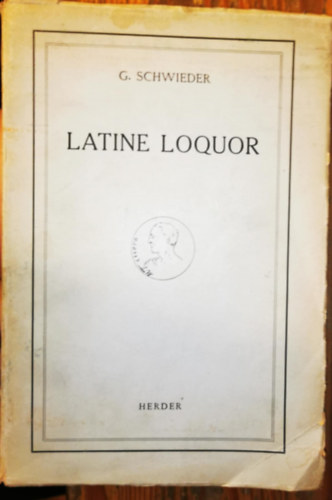 G. SCHWIEDER
LATINE LOQUOR
HERDER